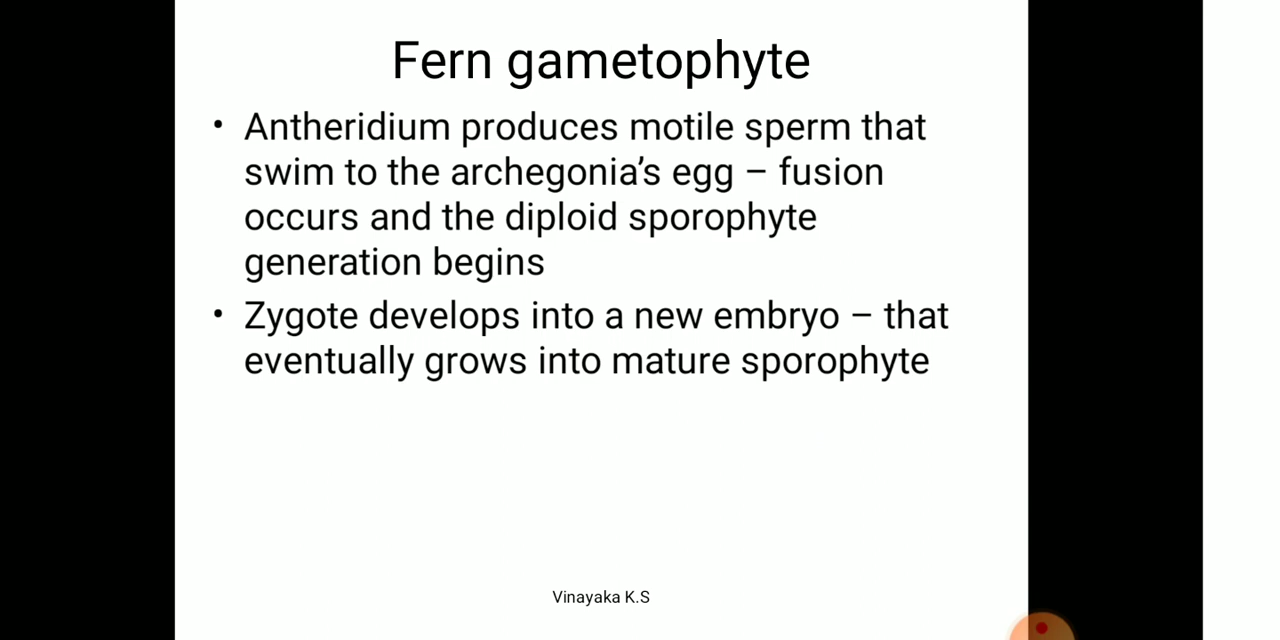 Fern gametophyte
• Antheridium produces motile sperm that
swim to the archegonia’s egg – fusion
occurs and the diploid sporophyte
generation begins
• Zygote develops into a new embryo – that
eventually grows into mature sporophyte
Vinayaka K.S